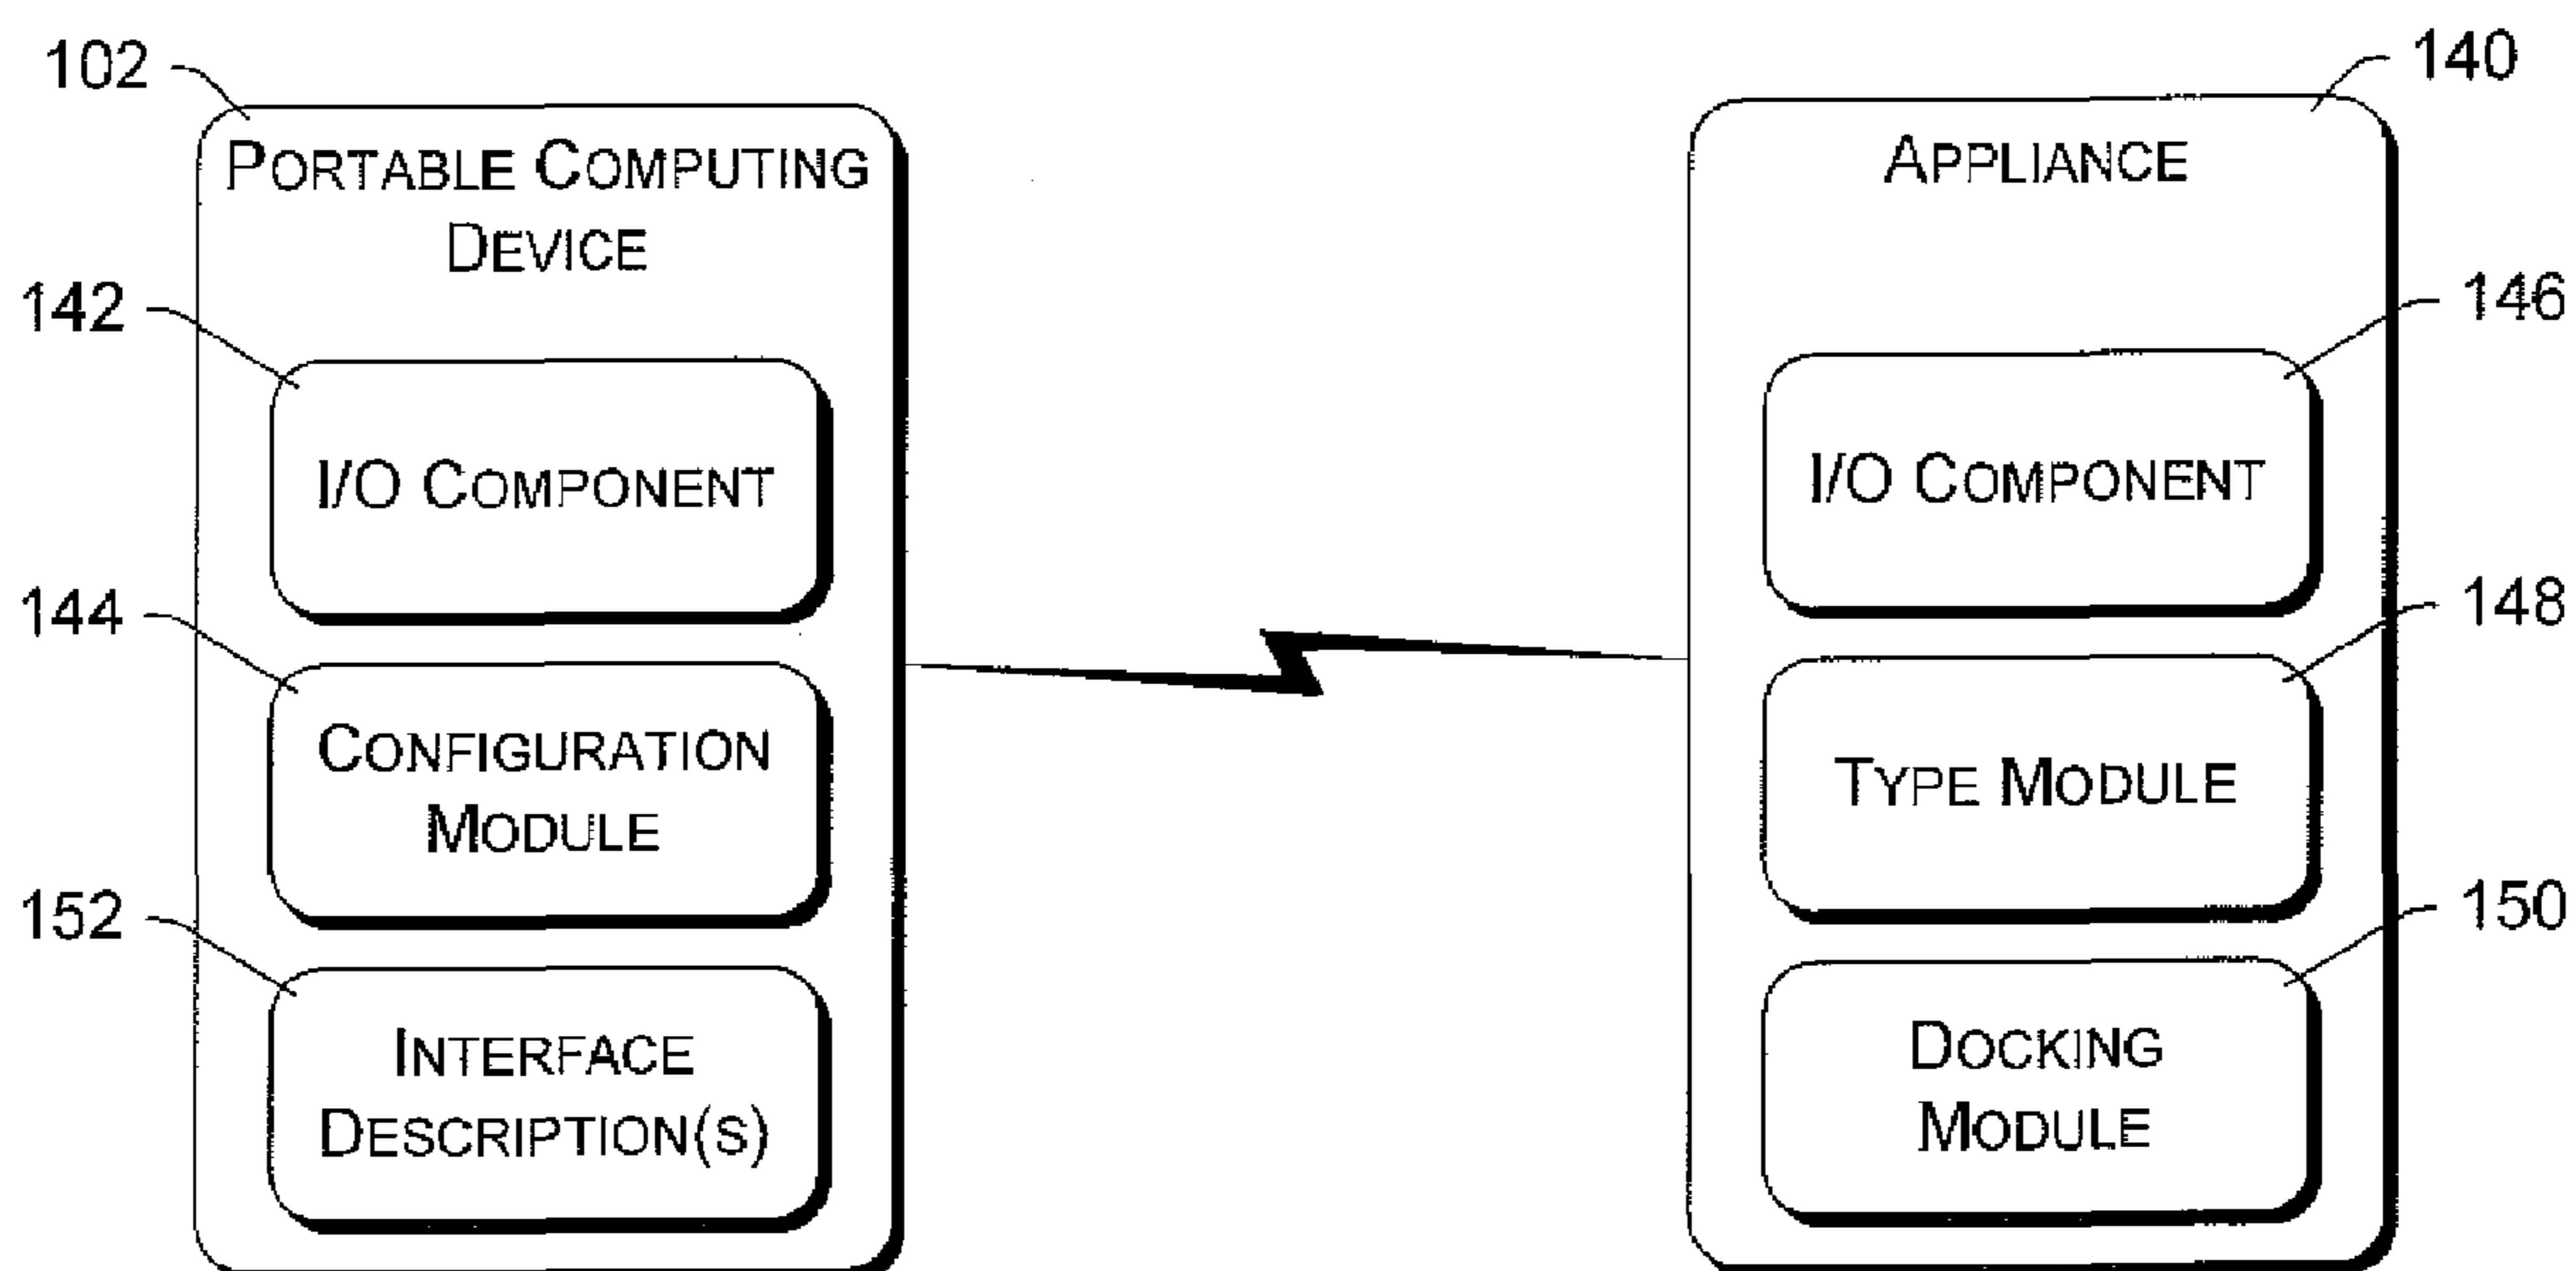 102
PORTABLE COMPUTING
DEVICE
142
I/O COMPONENT
144
CONFIGURATION
MODULE
152
INTERFACE
DESCRIPTION(S)
140
APPLIANCE
146
I/O COMPONENT
148
TYPE MODULE
150
DOCKING
MODULE